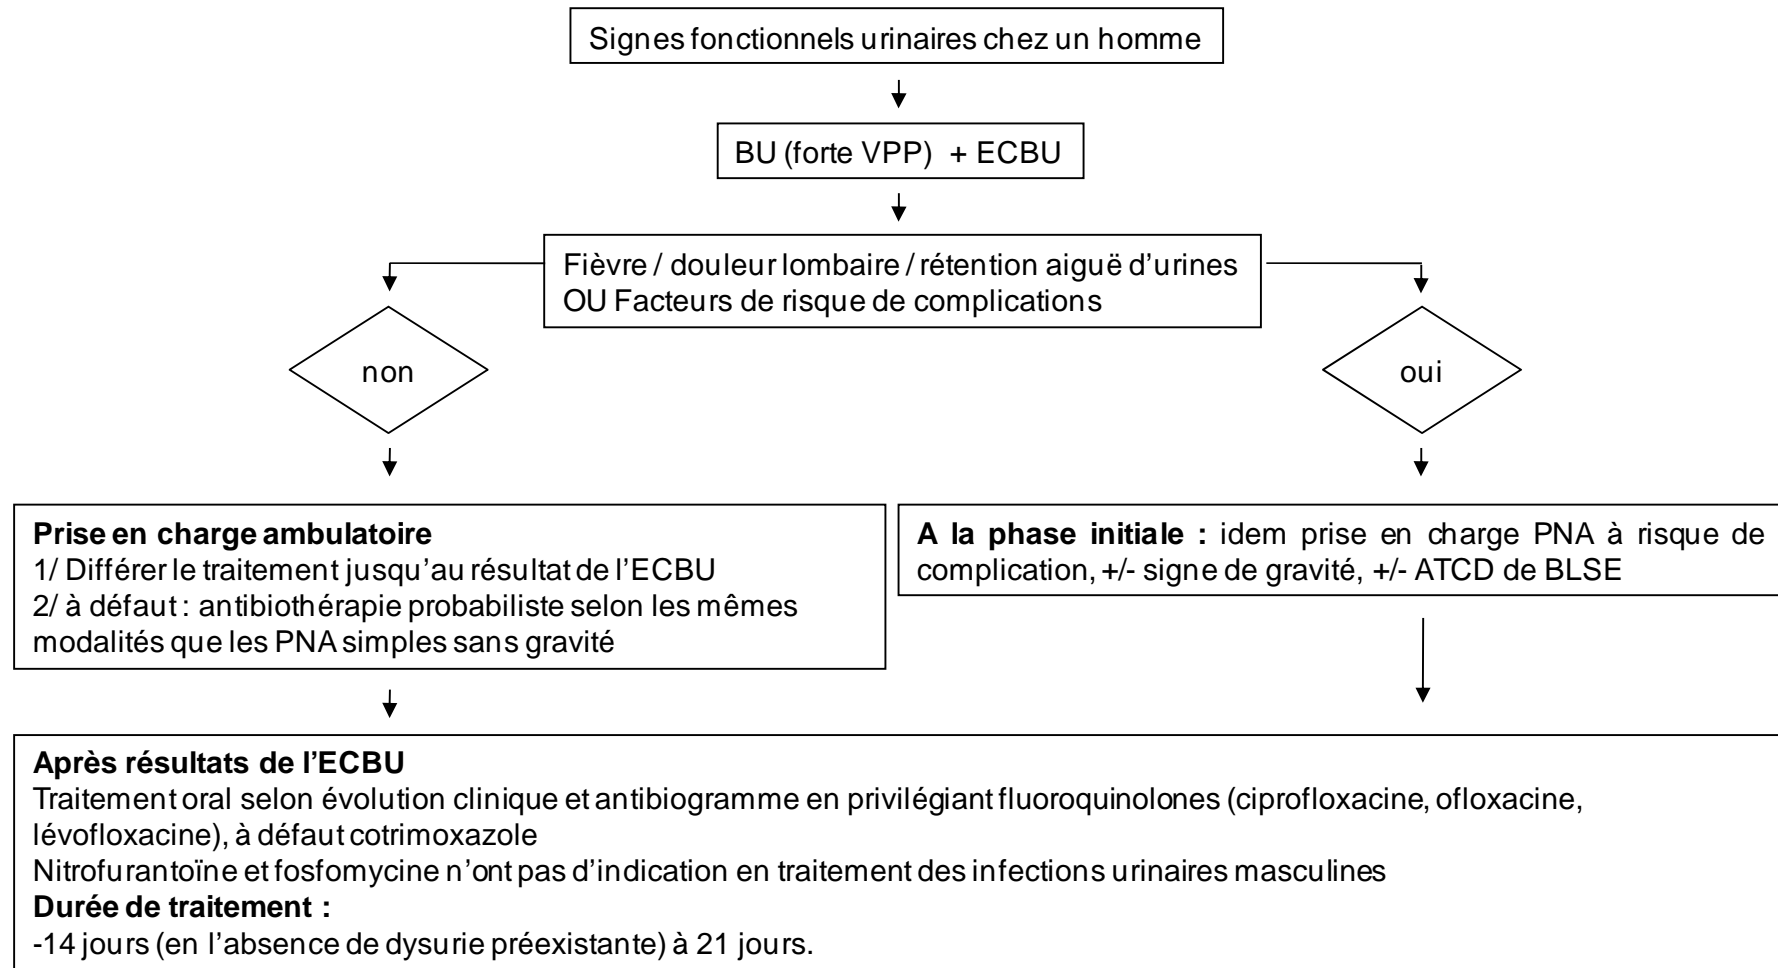 Signes fonctionnels urinaires chez un homme
BU (forte VPP) + ECBU
Fièvre / douleur lombaire / rétention aiguë d’urines
OU Facteurs de risque de complications
non
oui
Prise en charge ambulatoire
1/ Différer le traitement jusqu’au résultat de l’ECBU
2/ à défaut : antibiothérapie probabiliste selon les mêmes
modalités que les PNA simples sans gravité
A la phase initiale : idem prise en charge PNA à risque de
complication, +/- signe de gravité, +/- ATCD de BLSE
Après résultats de l’ECBU
Traitement oral selon évolution clinique et antibiogramme en privilégiant fluoroquinolones (ciprofloxacine, ofloxacine,
lévofloxacine), à défaut cotrimoxazole
Nitrofurantoïne et fosfomycine n’ont pas d’indication en traitement des infections urinaires masculines
Durée de traitement :
-14 jours (en l’absence de dysurie préexistante) à 21 jours.